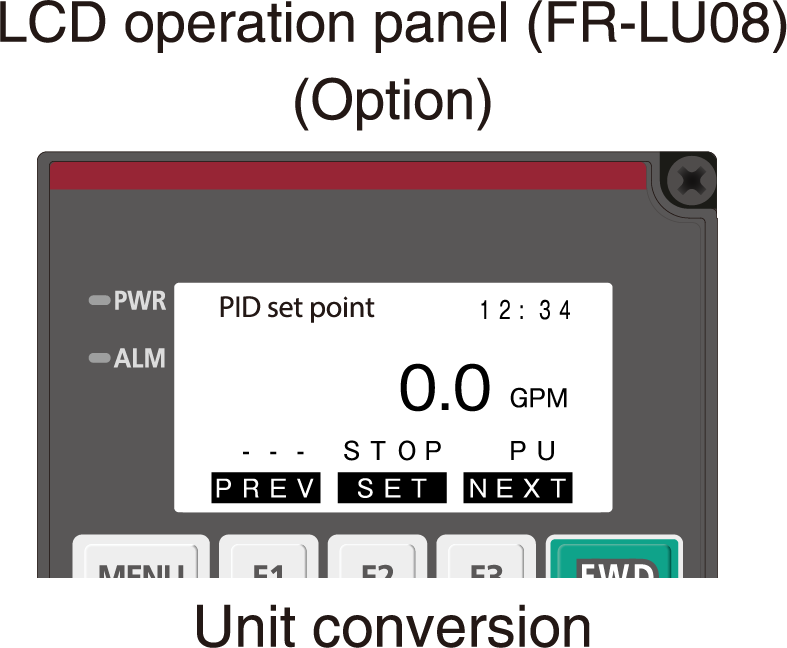 LCD operation panel (FR-LU08)
(Option)
PWR
PID set point 12:34
ALM
0.0 GPM
--- STOP PU
PREV SET NEXT
MENU F1 F2 F3 FWD
Unit conversion